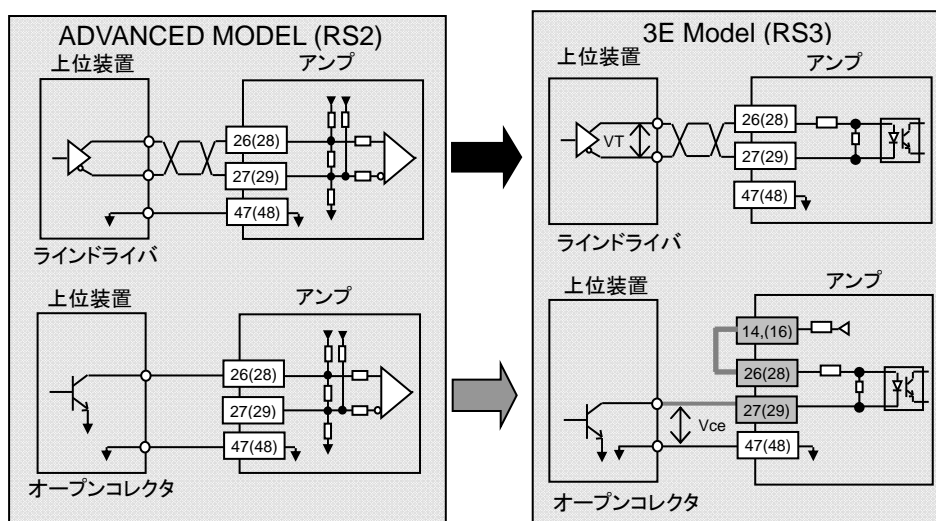 ADVANCED MODEL (RS2)
上位装置
アンプ
26(28)
27(29)
47(48)
ラインドライバ
上位装置
アンプ
26(28)
27(29)
47(48)
オープンコレクタ
3E Model (RS3)
上位装置
アンプ
VT
26(28)
27(29)
47(48)
ラインドライバ
上位装置
アンプ
14,(16)
26(28)
27(29)
Vce
47(48)
オープンコレクタ